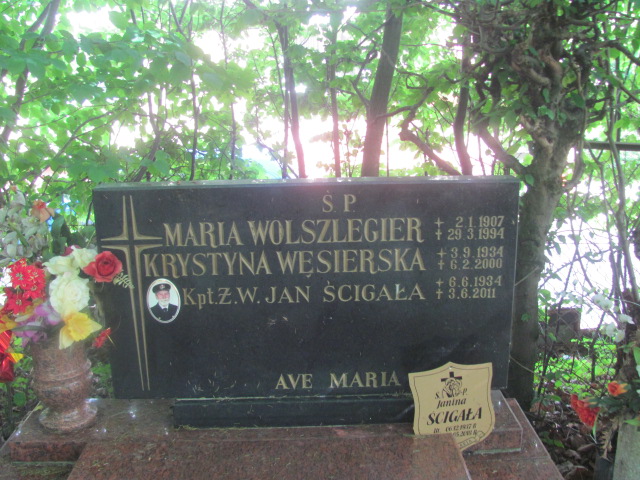 Ś. P
MARIA WOLSZLEGIER + 2.1.1907
+ 29.3.1994
KRYSTYNA WĘSIERSKA + 3.9.1934
+ 6.2.2000
Kpt. Ż.W. JAN ŚCIGAŁA + 6.6.1934
+ 3.6.2011
AVE MARIA
Ś. P.
Janina
ŚCIGAŁA